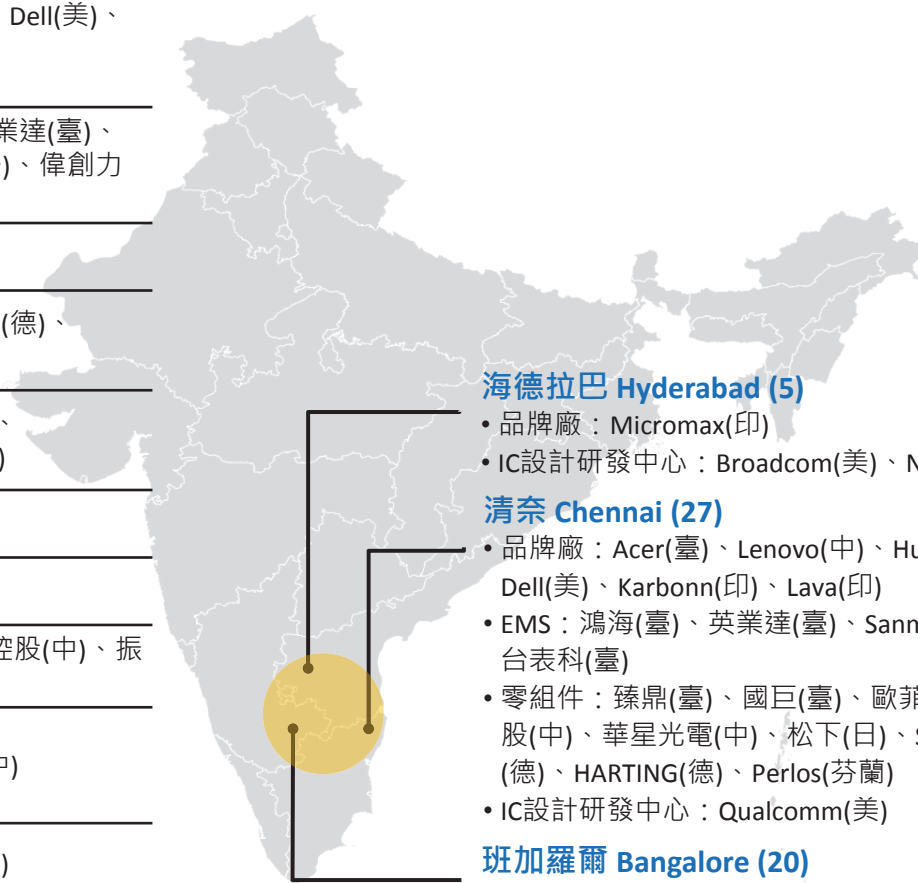 Dell(美)、
業達(臺)、
)、偉創力
(德)、
、
)
控股(中)、振
中)
)
海德拉巴 Hyderabad (5)
• 品牌廠：Micromax(印)
• IC設計研發中心：Broadcom(美)、N
清奈 Chennai (27)
• 品牌廠：Acer(臺)、Lenovo(中)、Hu
Dell(美)、Karbonn(印)、Lava(印)
• EMS：鴻海(臺)、英業達(臺)、Sanm
台表科(臺)
• 零組件：臻鼎(臺)、國巨(臺)、歐菲
股(中)、華星光電(中)、松下(日)、S
(德)、HARTING(德)、Perlos(芬蘭)
• IC設計研發中心：Qualcomm(美)
班加羅爾 Bangalore (20)